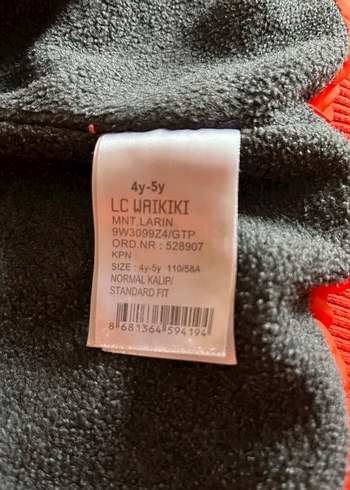 4y-5y
LC WAIKIKI
MNT.LARIN
9W3099Z4/GTP
ORD.NR : 528907
KPN :
SIZE : 4y-5y 110/58A
NORMAL KALIP/
STANDARD FIT
8 681364 594194